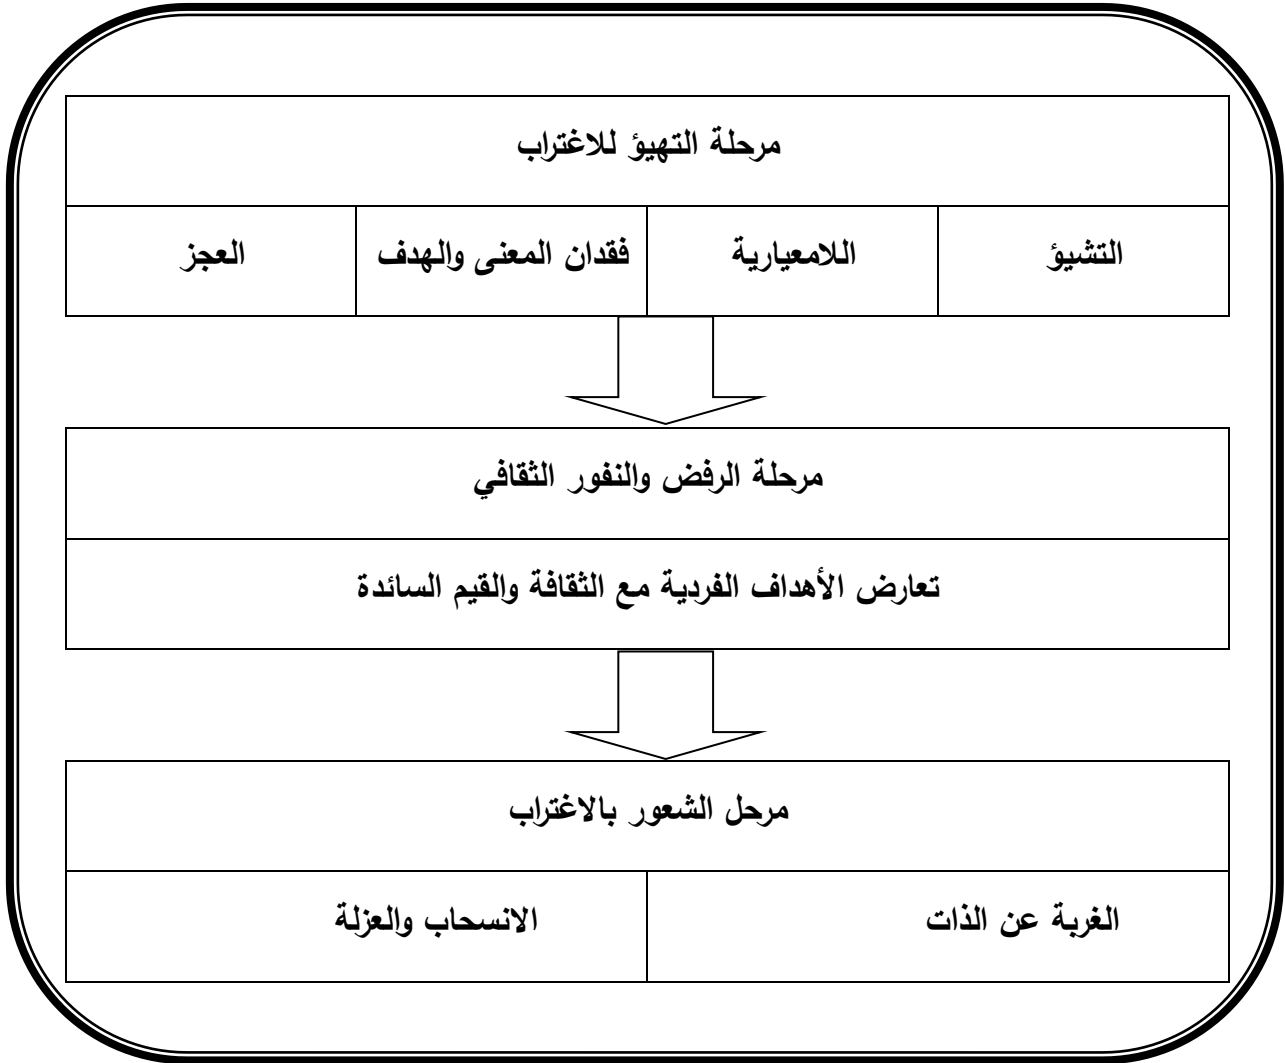 مرحلة التهيؤ للاغتراب
التشيؤ
اللامعيارية
فقدان المعنى والهدف
العجز
مرحلة الرفض والنفور الثقافي
تعارض الأهداف الفردية مع الثقافة والقيم السائدة
مرحل الشعور بالاغتراب
الغربة عن الذات
الانسحاب والعزلة